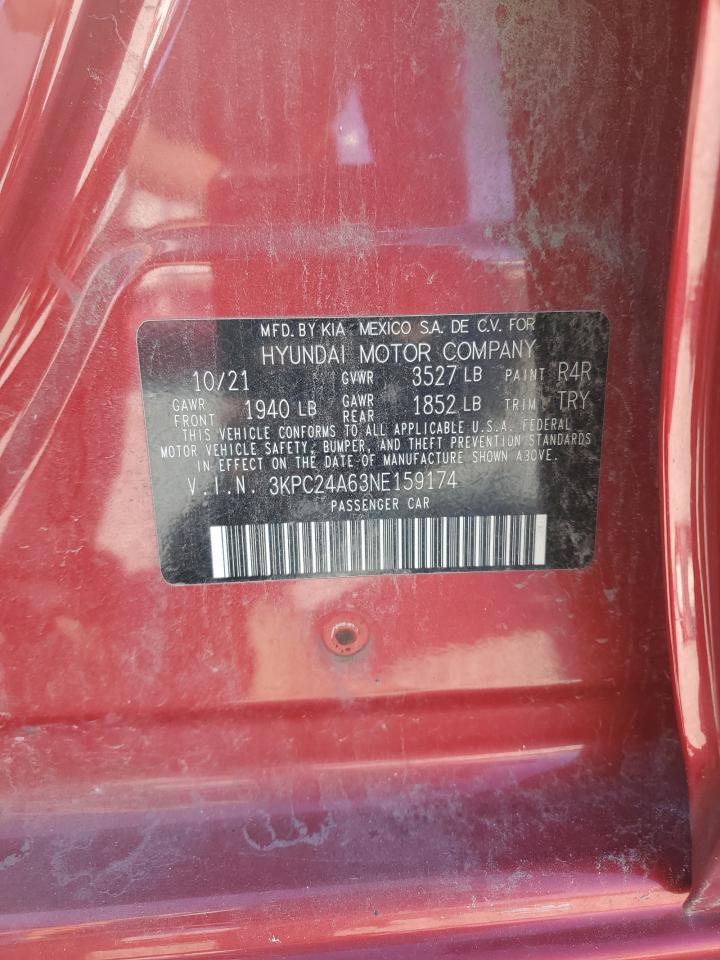 MFD. BY KIA MEXICO S.A. DE C.V. FOR
HYUNDAI MOTOR COMPANY
10/21 GVWR 3527 LB PAINT R4R
GAWR FRONT 1940 LB GAWR REAR 1852 LB TRIM TRY
THIS VEHICLE CONFORMS TO ALL APPLICABLE U.S.A. FEDERAL
MOTOR VEHICLE SAFETY, BUMPER, AND THEFT PREVENTION STANDARDS
IN EFFECT ON THE DATE OF MANUFACTURE SHOWN ABOVE.
V.I.N. 3KPC24A63NE159174
PASSENGER CAR